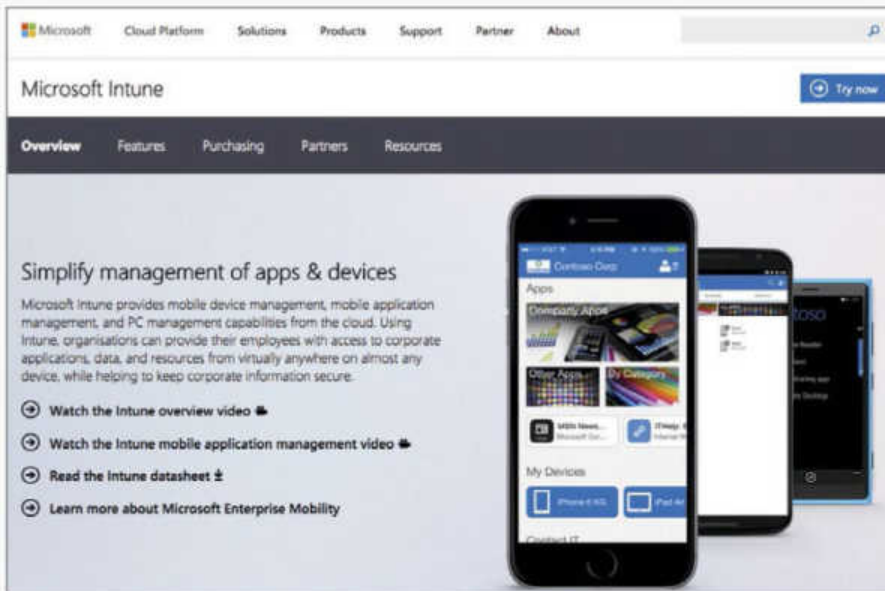 Microsoft Cloud Platform Solutions Products Support Partner About
Microsoft Intune
Try now
Overview Features Purchasing Partners Resources
Simplify management of apps & devices
Microsoft Intune provides mobile device management, mobile application
management, and PC management capabilities from the cloud. Using
Intune, organisations can provide their employees with access to corporate
applications, data, and resources from virtually anywhere on almost any
device, while helping to keep corporate information secure.
Watch the Intune overview video
Watch the Intune mobile application management video
Read the Intune datasheet
Learn more about Microsoft Enterprise Mobility
Contoso Corp
Apps
Company Apps
Other Apps
By Category
My Devices
Contact IT